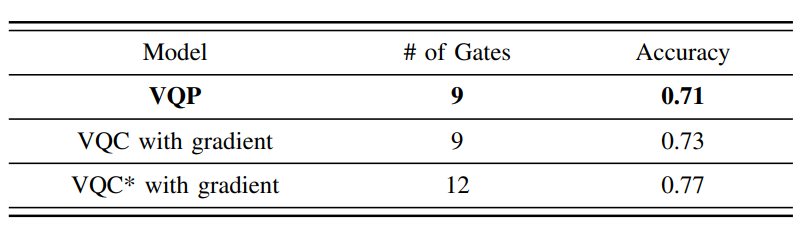 Model # of Gates Accuracy
VQP 9 0.71
VQC with gradient 9 0.73
VQC* with gradient 12 0.77